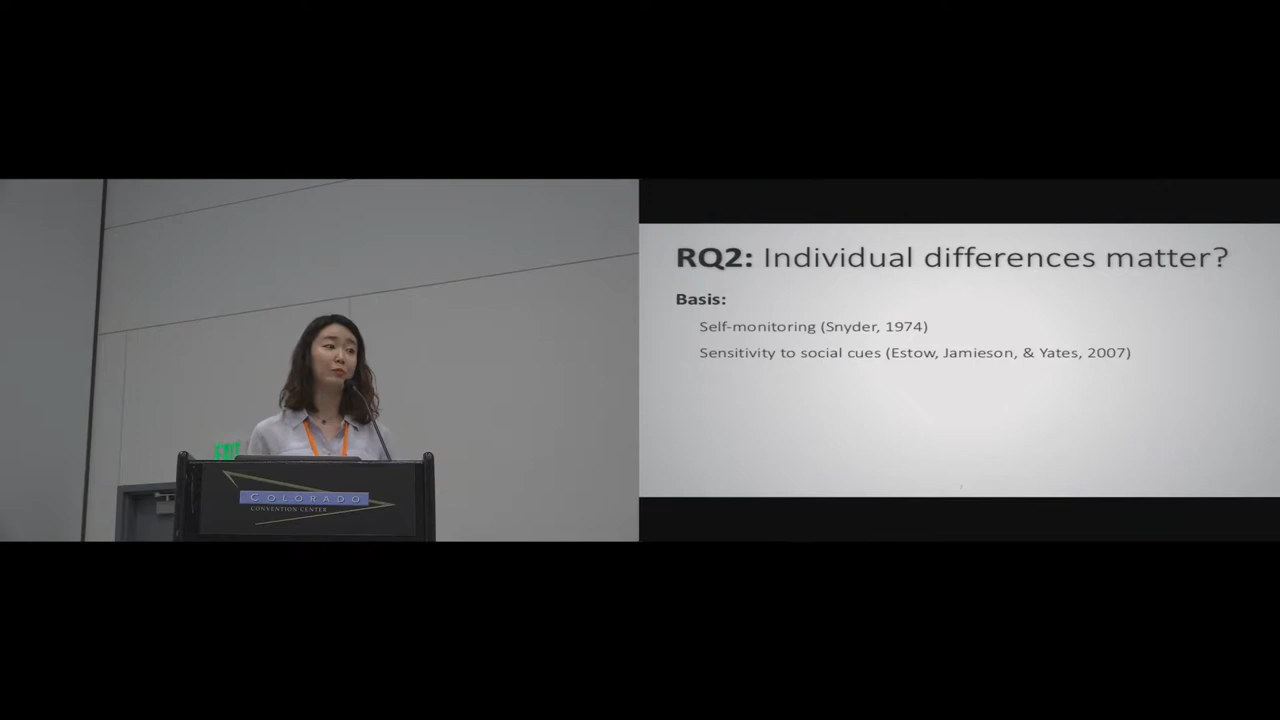 EXIT
COLORADO
CONVENTION CENTER
RQ2: Individual differences matter?
Basis:
Self-monitoring (Snyder, 1974)
Sensitivity to social cues (Estow, Jamieson, & Yates, 2007)